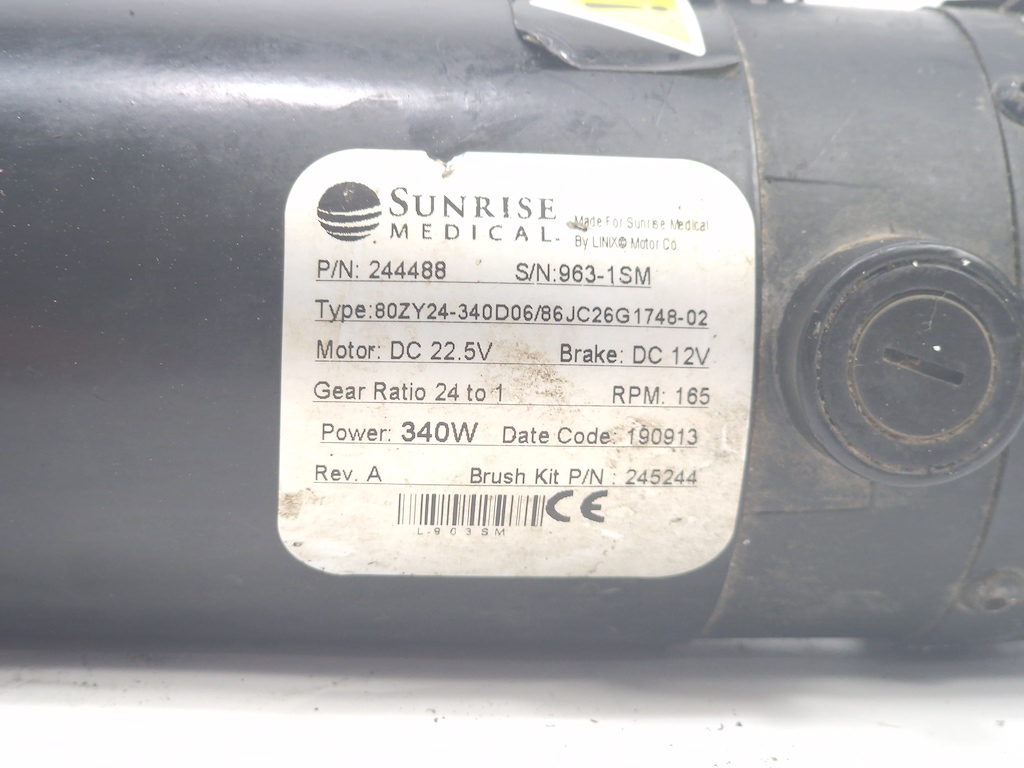 SUNRISE
MEDICAL.
Made For Sunrise Medical
By LINIX® Motor Co
P/N: 244488 S/N:963-1SM
Type:80ZY24-340D06/86JC26G1748-02
Motor: DC 22.5V Brake: DC 12V
Gear Ratio 24 to 1 RPM: 165
Power: 340W Date Code: 190913
Rev. A Brush Kit P/N : 245244
CE
L-903SM